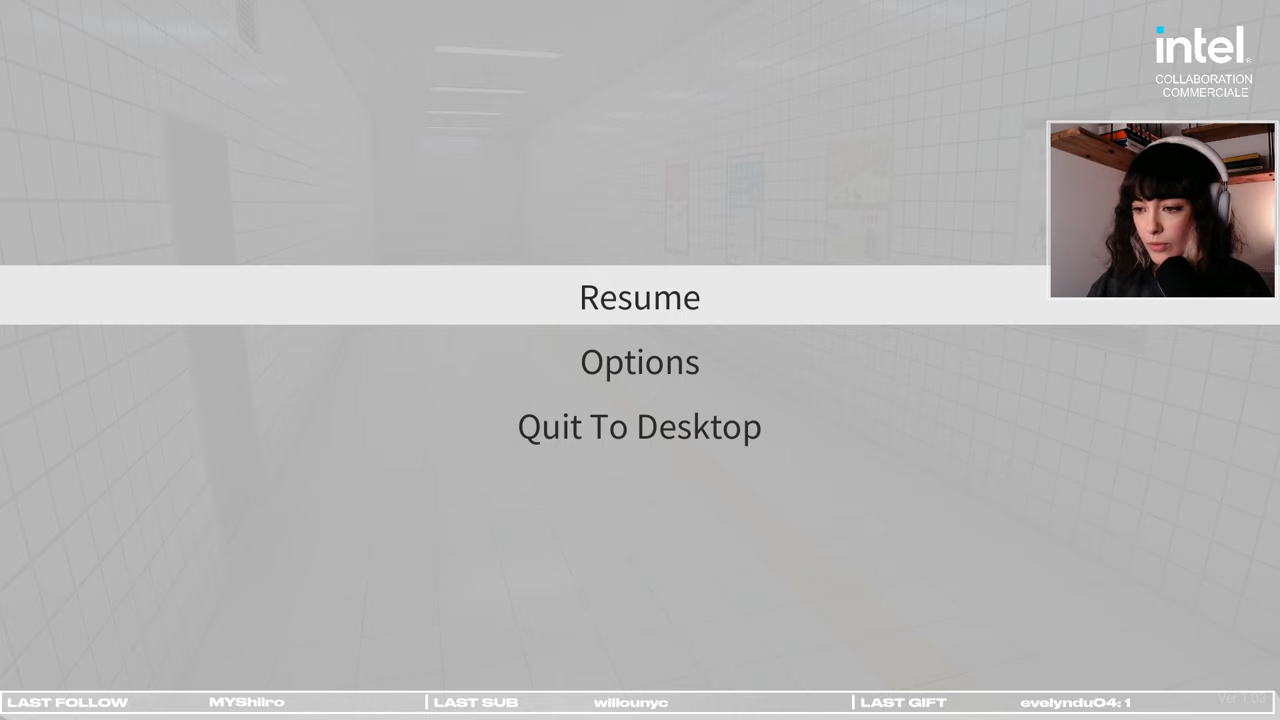 intel
COLLABORATION
COMMERCIALE
Resume
Options
Quit To Desktop
LAST FOLLOW MYShiiro LAST SUB willounyc LAST GIFT evelyndu04: 1